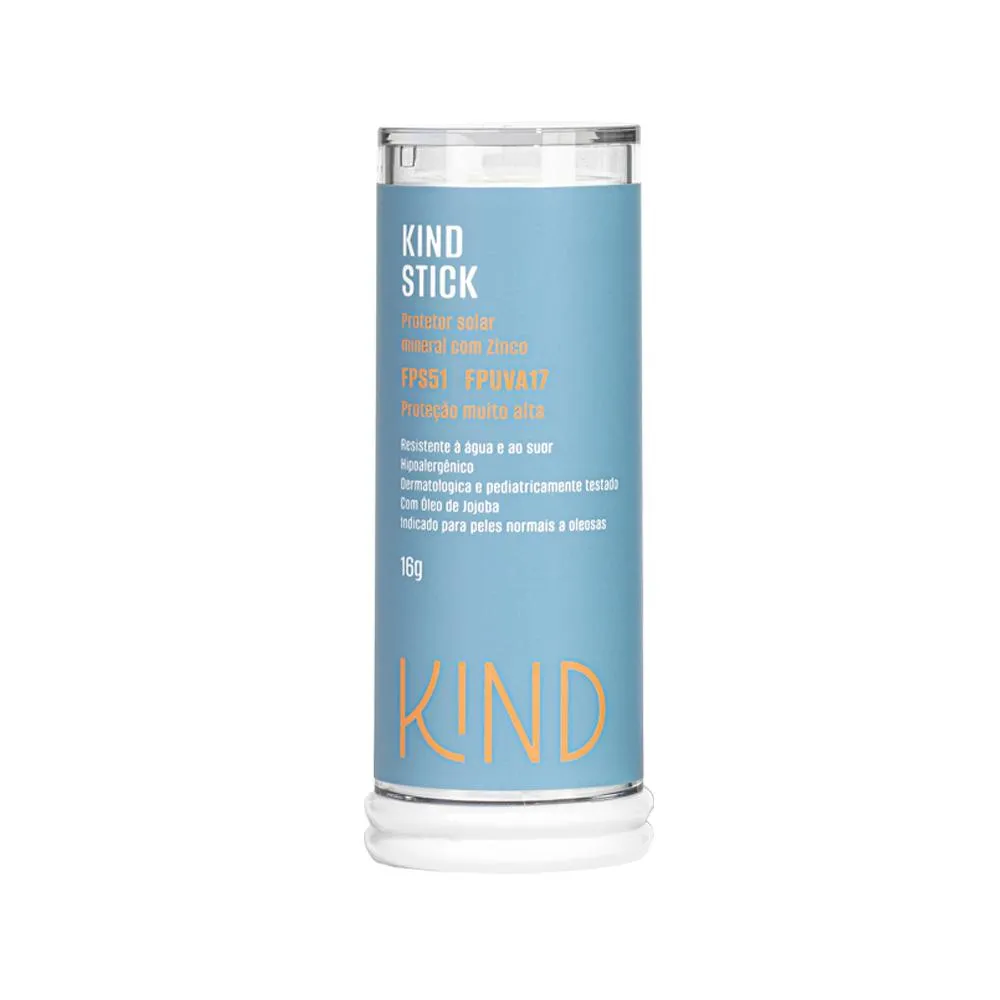 KIND
STICK
Protetor solar
mineral com Zinco
FPS51 FPUVA17
Proteção muito alta
Resistente à água e ao suor
Hipoalergênico
Dermatologica e pediatricamente testado
Com Óleo de Jojoba
Indicado para peles normais a oleosas
16g
KIND